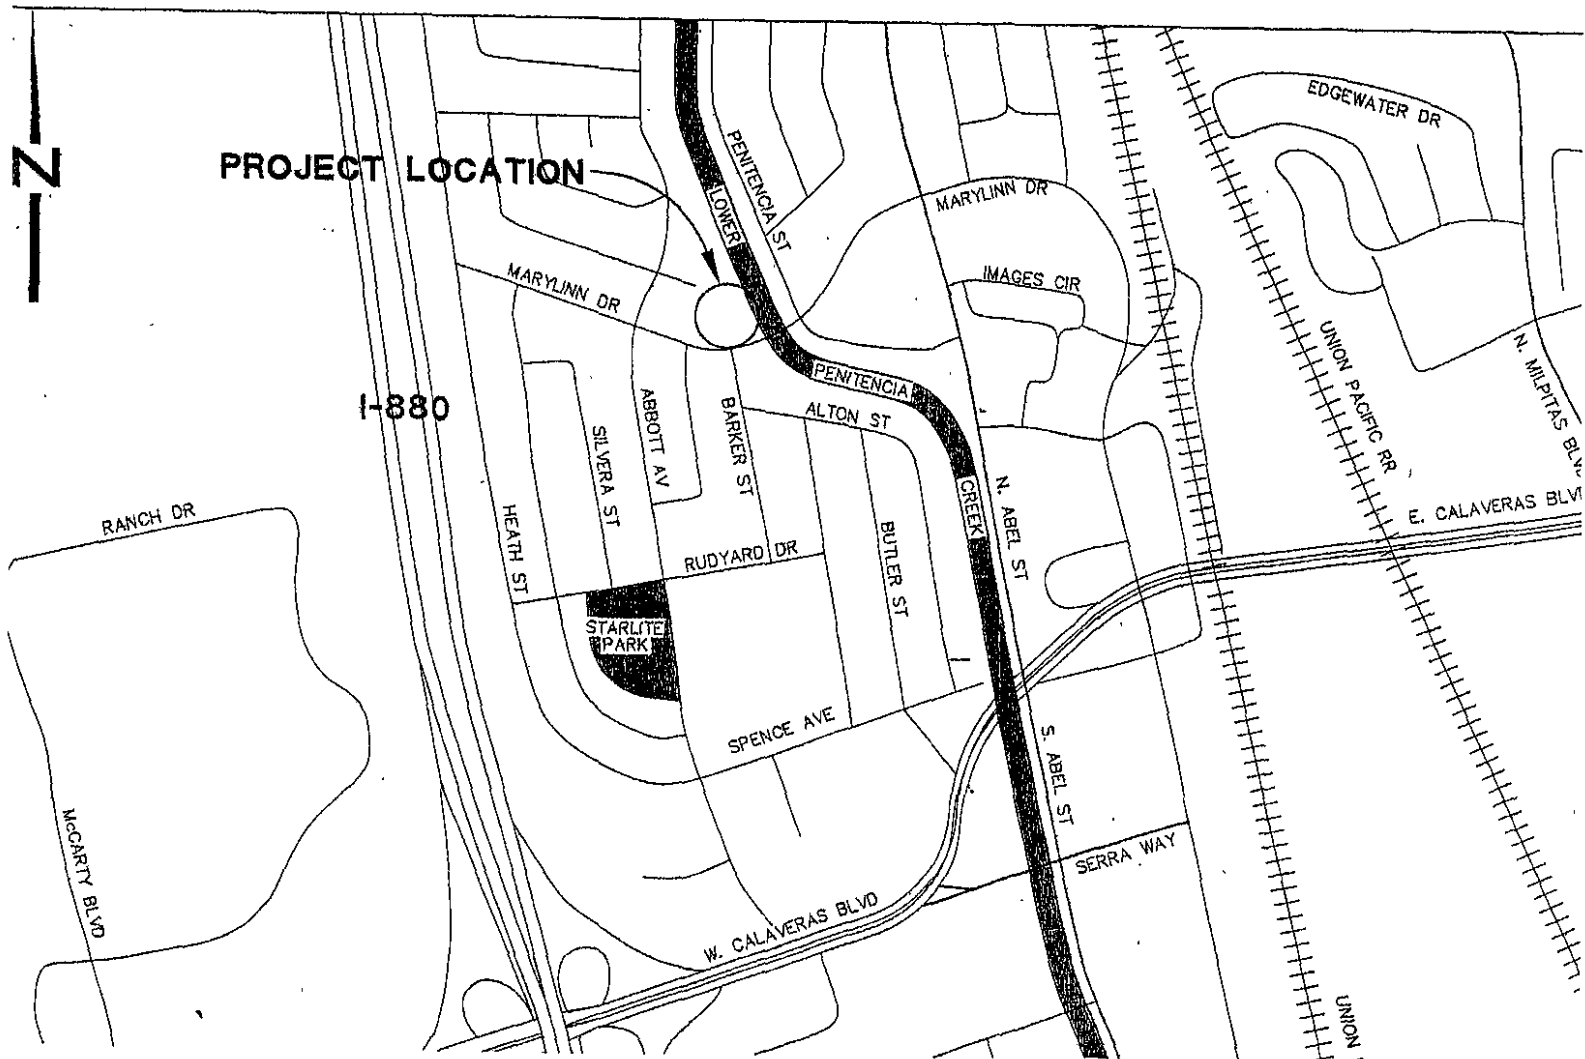 N
PROJECT LOCATION
EDGEWATER DR
PENITENCIA ST
LOWER
MARYLINN DR
MARYLINN DR
IMAGES CIR
I-880
PENITENCIA
ALTON ST
UNION PACIFIC RR
N. MILPITAS BLVD
ABBOTT AV
BARKER ST
SILVERA ST
HEATH ST
RANCH DR
CREEK
N. ABEL ST
E. CALAVERAS BLVD
BUTLER ST
RUDYARD DR
STARLITE
PARK
SPENCE AVE
S. ABEL ST
McCARTY BLVD
SERRA WAY
W. CALAVERAS BLVD
UNION